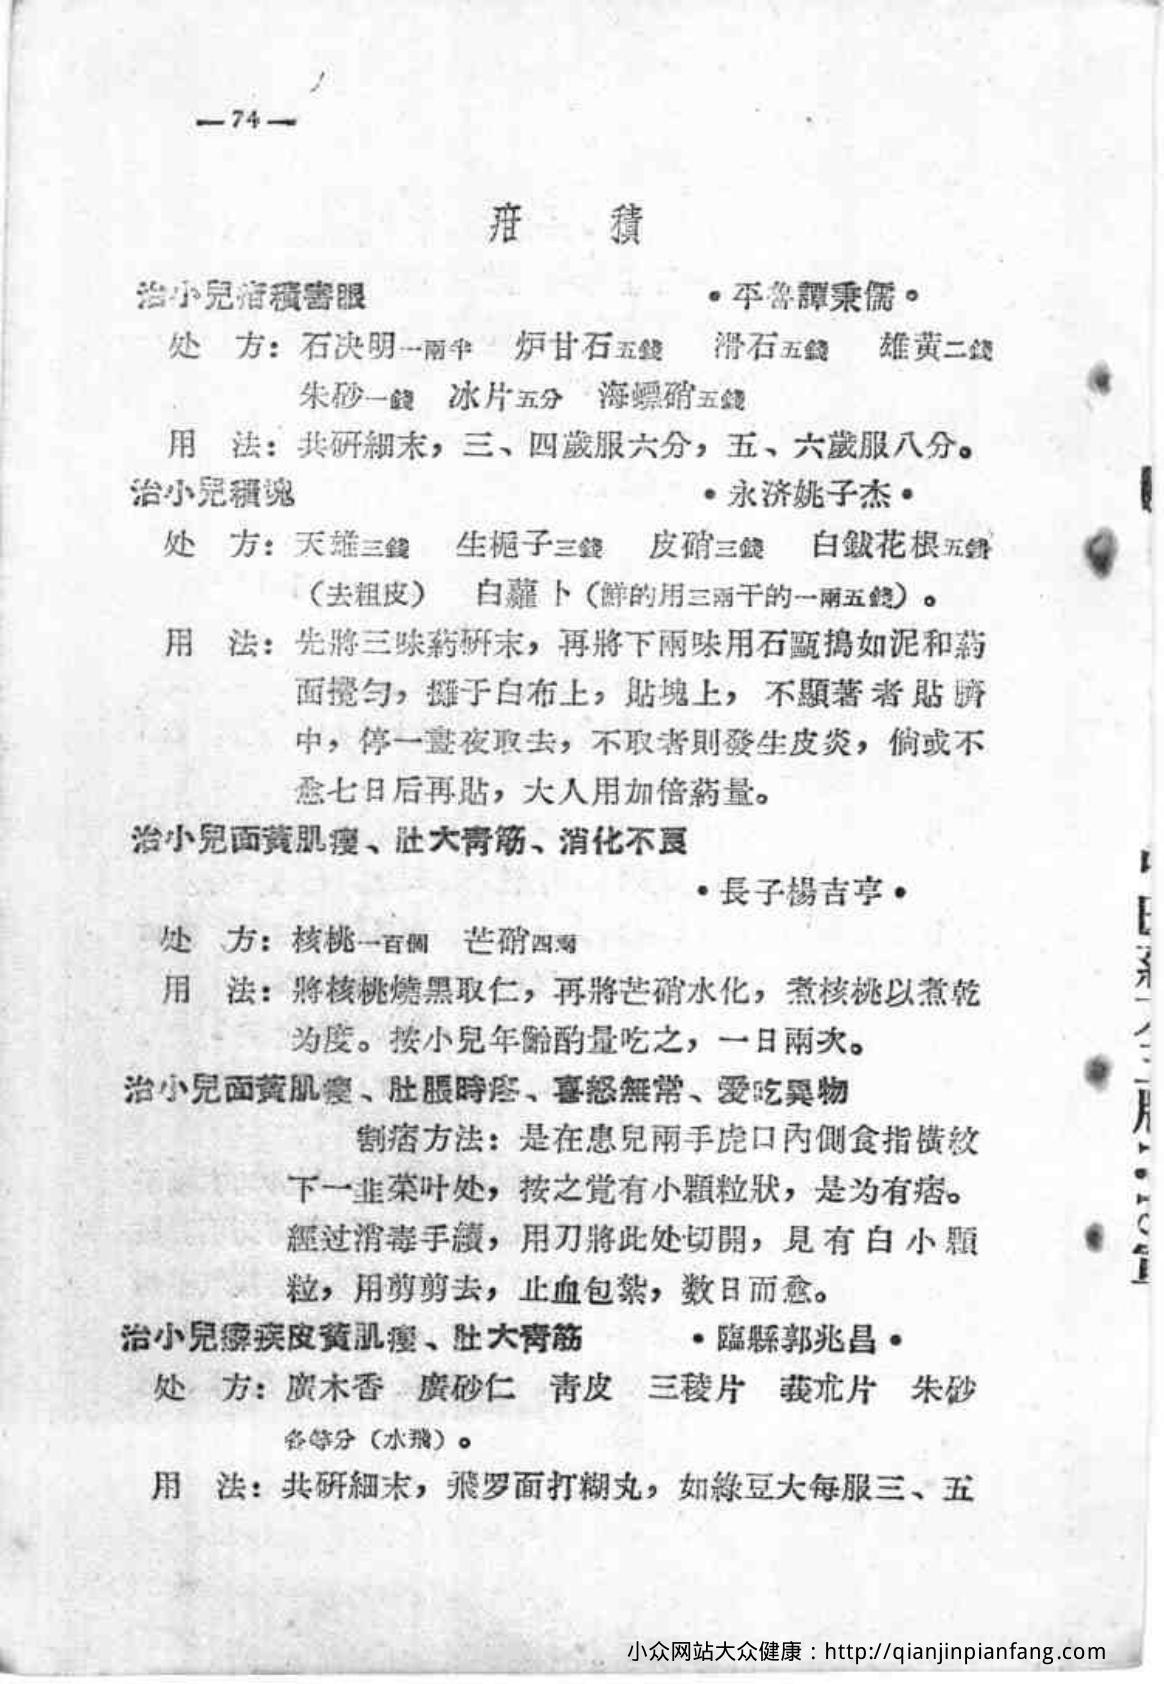 —74—
疳　積
治小兒疳積害眼　•平魯譚秉儒•
处　方：石决明一兩半　炉甘石五錢　滑石五錢　雄黃二錢
朱砂一錢　冰片五分　海螵硝五錢
用　法：共研細末，三、四歲服六分，五、六歲服八分。
治小兒積塊　•永济姚子杰•
处　方：天雄三錢　生梔子三錢　皮硝三錢　白鈸花根五錢
（去粗皮）　白蘿卜（鮮的用三兩干的一兩五錢）。
用　法：先將三味葯研末，再將下兩味用石甌搗如泥和葯
面攪匀，攤于白布上，貼塊上，不顯著者貼臍
中，停一晝夜取去，不取者則發生皮炎，倘或不
愈七日后再貼，大人用加倍葯量。
治小兒面黃肌瘦、肚大靑筋、消化不良
•長子楊吉亨•
处　方：核桃一百個　芒硝四兩
用　法：將核桃燒黑取仁，再將芒硝水化，煮核桃以煮乾
为度。按小兒年齡酌量吃之，一日兩次。
治小兒面黃肌瘦、肚脹時疼、喜怒無常、愛吃異物
割痞方法：是在患兒兩手虎口內側食指橫紋
下一韭菜叶处，按之覚有小顆粒狀，是为有痞。
經过消毒手續，用刀將此处切開，見有白小顆
粒，用剪剪去，止血包紮，数日而愈。
治小兒瘰疾皮黃肌瘦、肚大靑筋　•臨縣郭兆昌•
处　方：廣木香　廣砂仁　靑皮　三稜片　莪朮片　朱砂
各等分（水飛）。
用　法：共研細末，飛罗面打糊丸，如綠豆大每服三、五
小众网站大众健康：http://qianjinpianfang.com